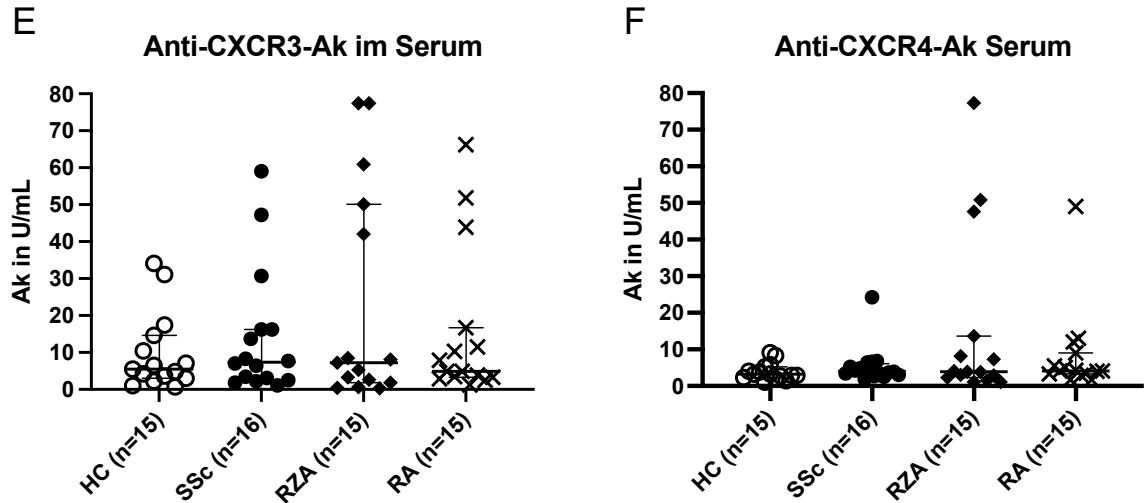 E
Anti-CXCR3-Ak im Serum
Ak in U/mL
80
70
60
50
40
30
20
10
0
HC (n=15)
SSc (n=16)
RZA (n=15)
RA (n=15)
F
Anti-CXCR4-Ak Serum
Ak in U/mL
80
70
60
50
40
30
20
10
0
HC (n=15)
SSc (n=16)
RZA (n=15)
RA (n=15)